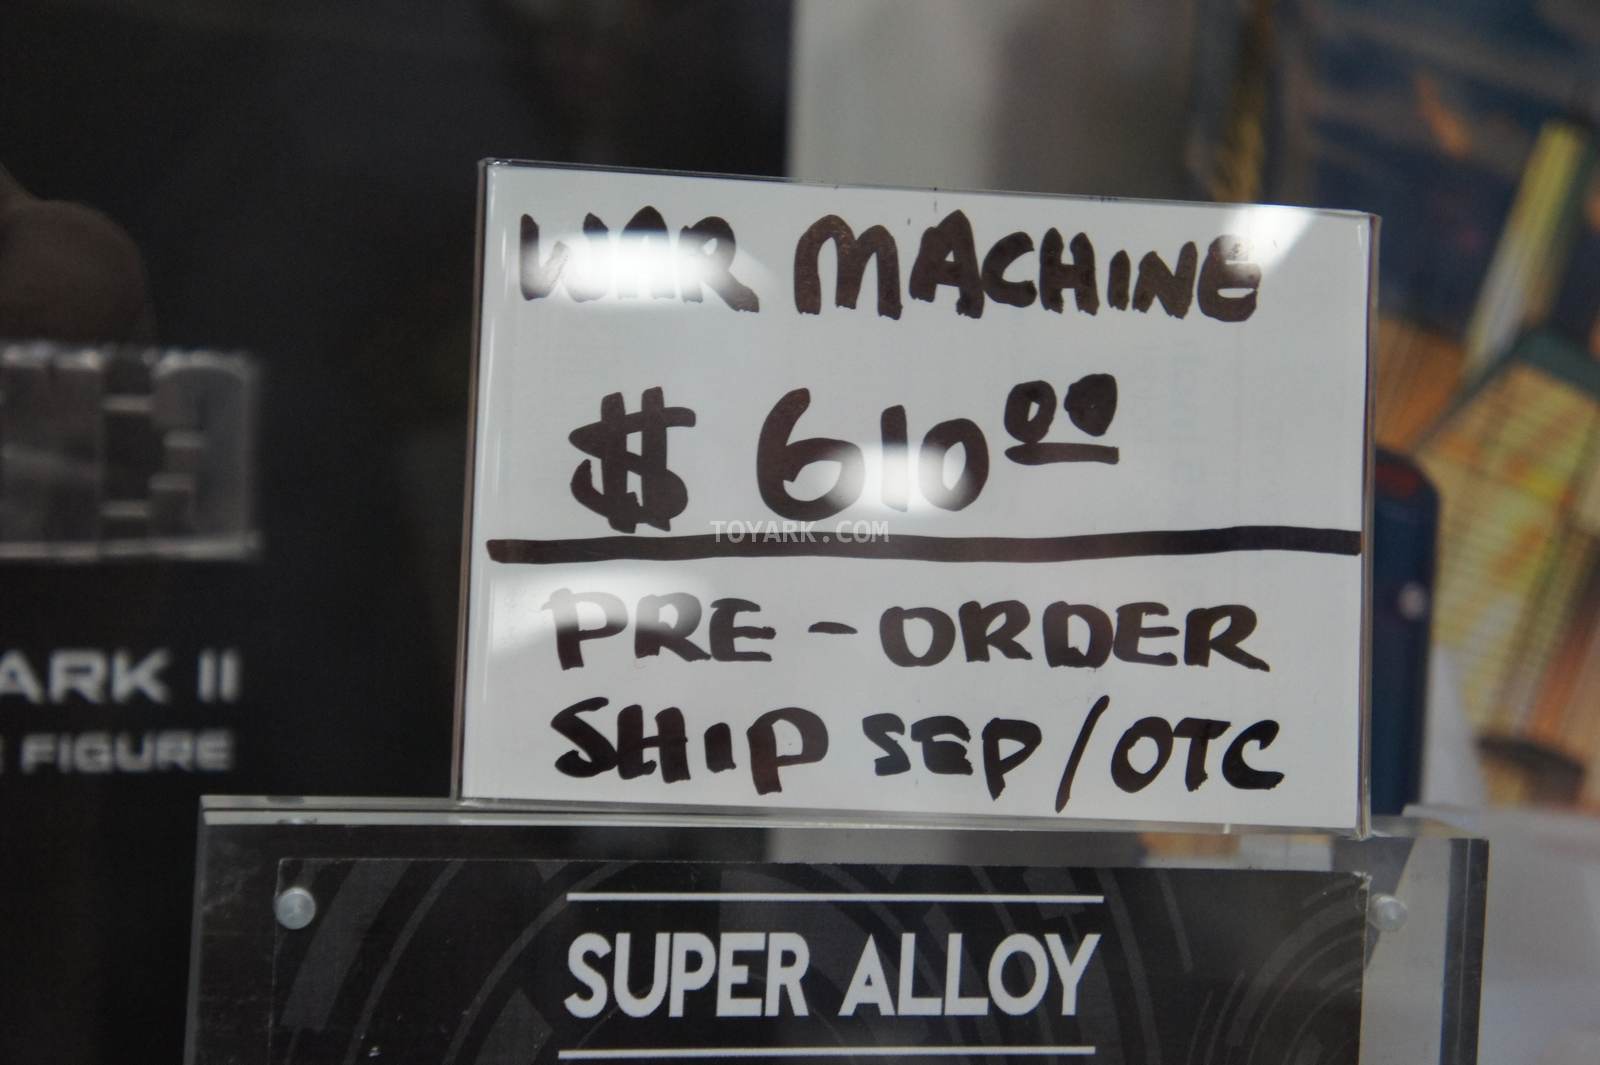 WAR MACHINE
$ 610 00
TOYARK.COM
PRE-ORDER
SHIP SEP/OTC
ARK II
FIGURE
SUPER ALLOY